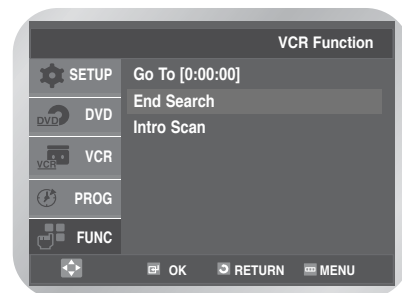 VCR Function
SETUP
DVD
DVD
VCR
VCR
PROG
FUNC
Go To [0:00:00]
End Search
Intro Scan
OK RETURN MENU